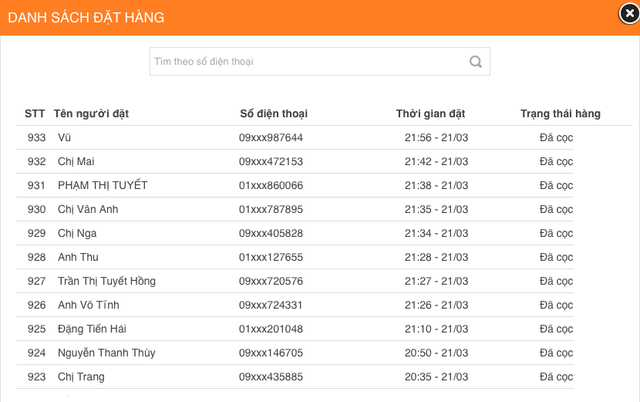 DANH SÁCH ĐẶT HÀNG
Tìm theo số điện thoại
STT Tên người đặt Số điện thoại Thời gian đặt Trạng thái hàng
933 Vũ 09xxx987644 21:56 - 21/03 Đã cọc
932 Chị Mai 09xxx472153 21:42 - 21/03 Đã cọc
931 PHẠM THỊ TUYẾT 01xxx860066 21:38 - 21/03 Đã cọc
930 Chị Vân Anh 01xxx787895 21:35 - 21/03 Đã cọc
929 Chị Nga 09xxx405828 21:34 - 21/03 Đã cọc
928 Anh Thu 01xxx127655 21:28 - 21/03 Đã cọc
927 Trần Thị Tuyết Hồng 09xxx720576 21:27 - 21/03 Đã cọc
926 Anh Võ Tĩnh 09xxx724331 21:26 - 21/03 Đã cọc
925 Đặng Tiến Hải 01xxx201048 21:10 - 21/03 Đã cọc
924 Nguyễn Thanh Thùy 09xxx146705 20:50 - 21/03 Đã cọc
923 Chị Trang 09xxx435885 20:35 - 21/03 Đã cọc